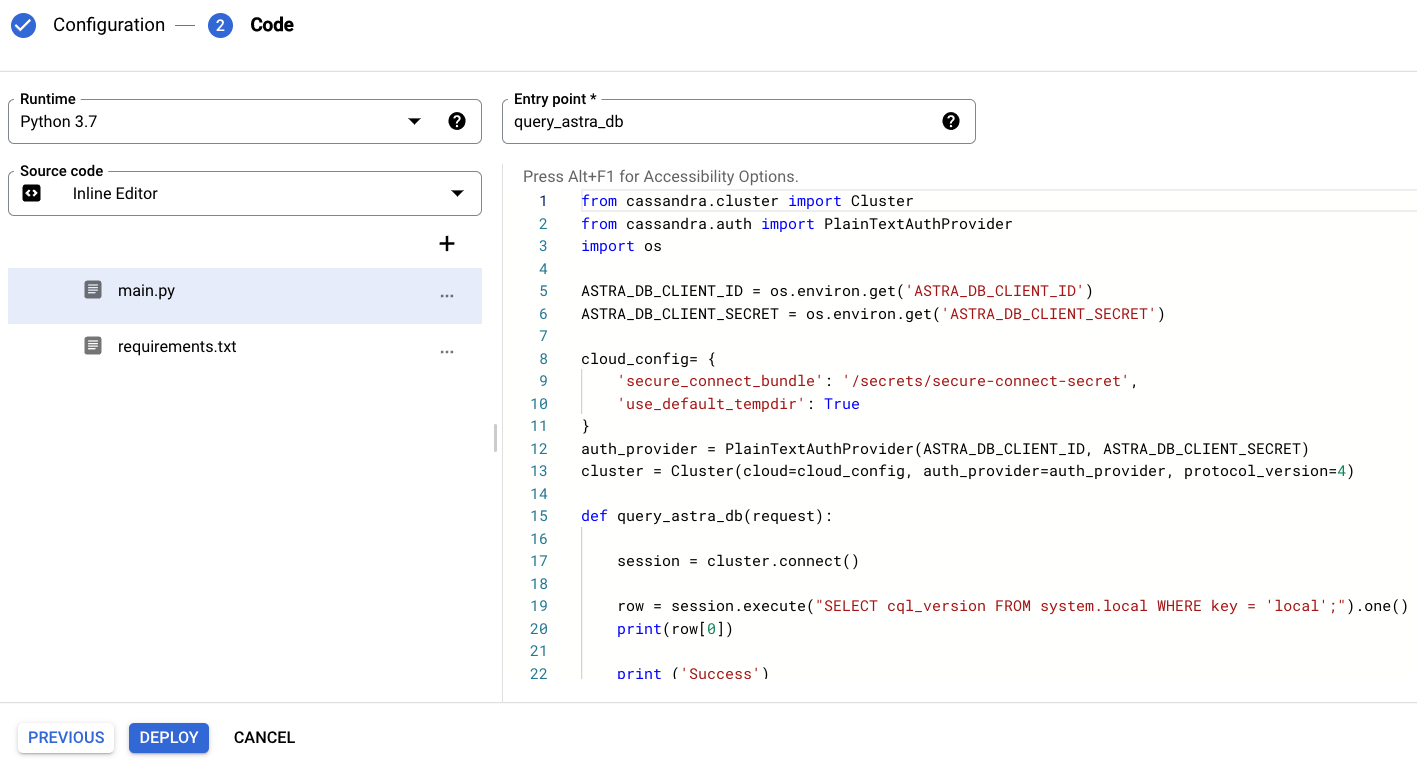 Configuration — 2 Code
Runtime
Python 3.7
Entry point *
query_astra_db
Source code
Inline Editor
main.py
...
requirements.txt
...
Press Alt+F1 for Accessibility Options.
1 from cassandra.cluster import Cluster
2 from cassandra.auth import PlainTextAuthProvider
3 import os
4
5 ASTRA_DB_CLIENT_ID = os.environ.get('ASTRA_DB_CLIENT_ID')
6 ASTRA_DB_CLIENT_SECRET = os.environ.get('ASTRA_DB_CLIENT_SECRET')
7
8 cloud_config= {
9     'secure_connect_bundle': '/secrets/secure-connect-secret',
10     'use_default_tempdir': True
11 }
12 auth_provider = PlainTextAuthProvider(ASTRA_DB_CLIENT_ID, ASTRA_DB_CLIENT_SECRET)
13 cluster = Cluster(cloud=cloud_config, auth_provider=auth_provider, protocol_version=4)
14
15 def query_astra_db(request):
16
17     session = cluster.connect()
18
19     row = session.execute("SELECT cql_version FROM system.local WHERE key = 'local';").one()
20     print(row[0])
21
22     print ('Success')
PREVIOUS DEPLOY CANCEL